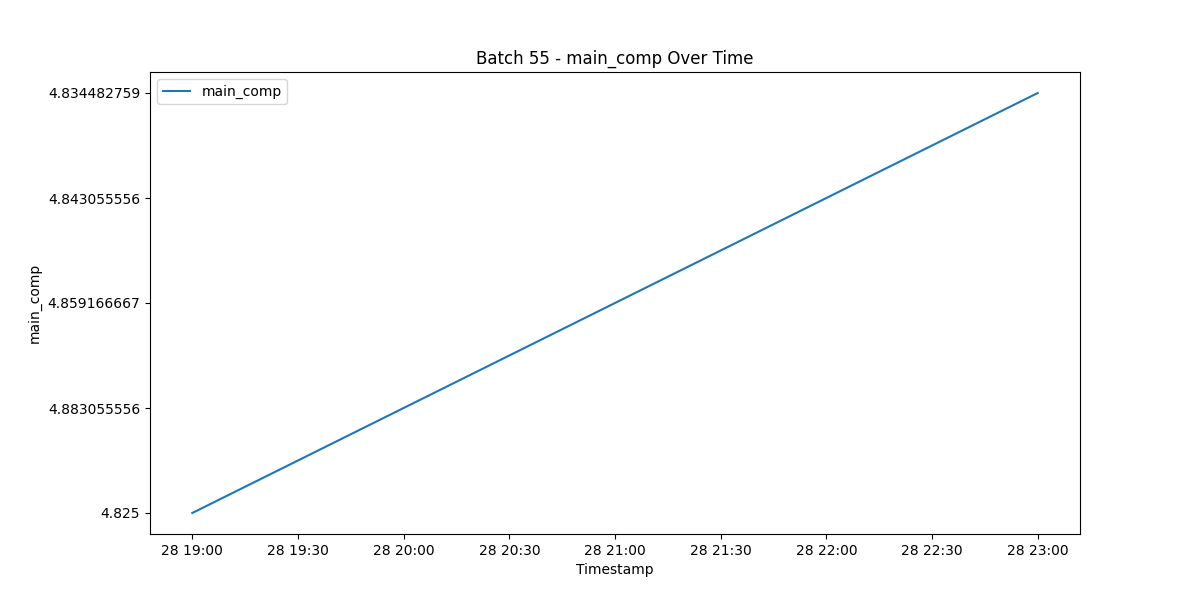 Batch 55 - main_comp Over Time
main_comp
4.834482759
4.843055556
4.859166667
4.883055556
4.825
main_comp
28 19:00 28 19:30 28 20:00 28 20:30 28 21:00 28 21:30 28 22:00 28 22:30 28 23:00
Timestamp